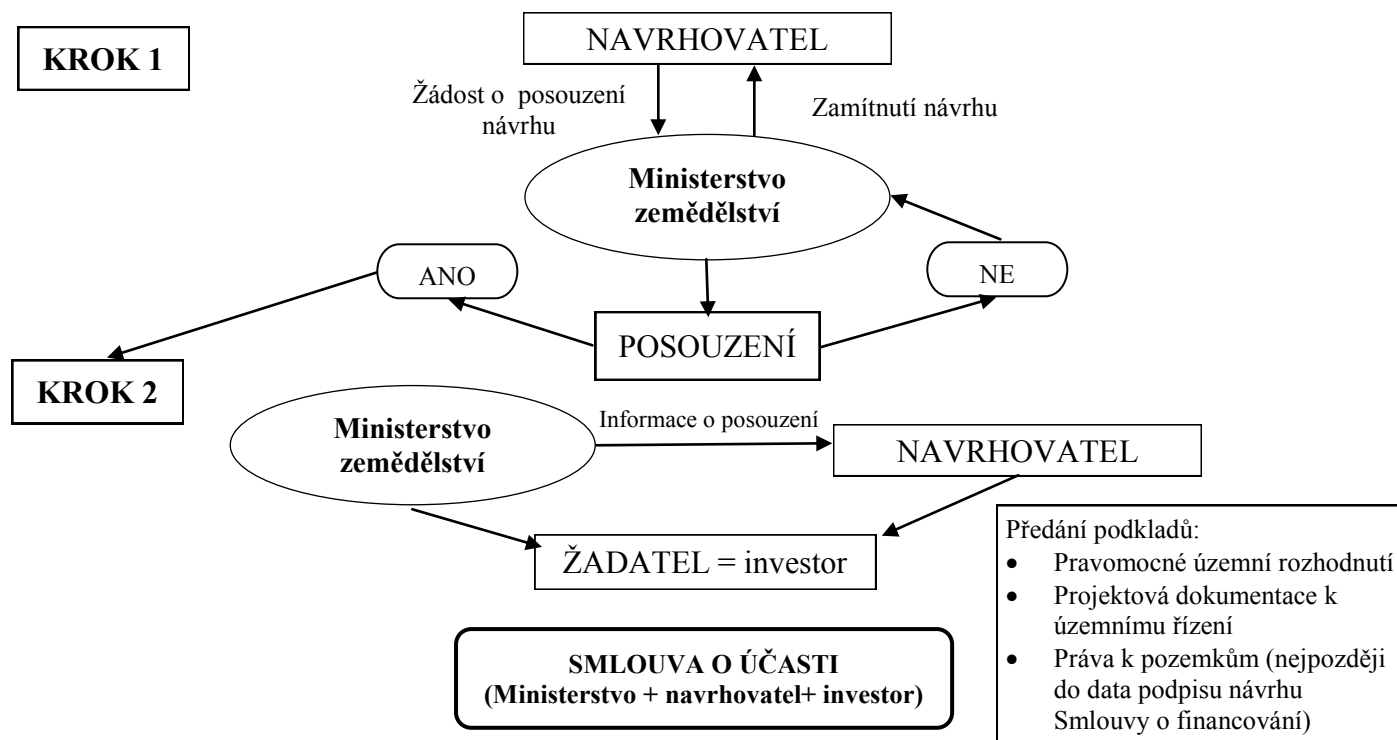 KROK 1
NAVRHOVATEL
Žádost o posouzení
návrhu
Zamítnutí návrhu
Ministerstvo
zemědělství
ANO
NE
POSOUZENÍ
KROK 2
Ministerstvo
zemědělství
Informace o posouzení
NAVRHOVATEL
ŽADATEL = investor
Předání podkladů:
• Pravomocné územní rozhodnutí
• Projektová dokumentace k
územnímu řízení
• Práva k pozemkům (nejpozději
do data podpisu návrhu
Smlouvy o financování)
SMLOUVA O ÚČASTI
(Ministerstvo + navrhovatel+ investor)